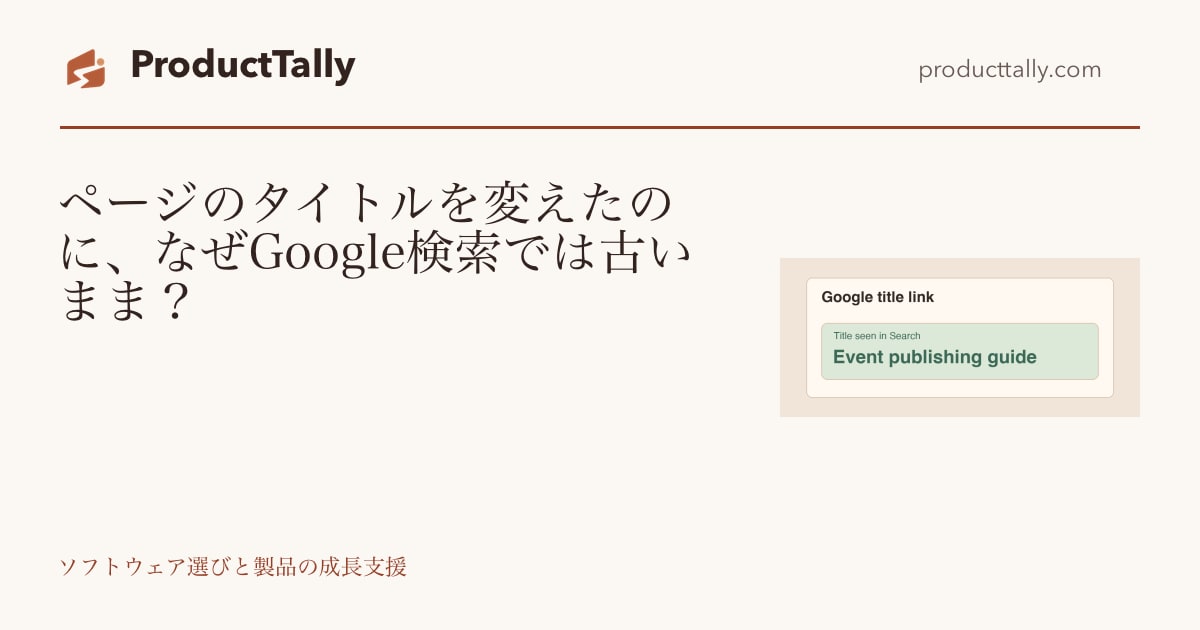 ProductTally
producttally.com
ページのタイトルを変えたの
に、なぜGoogle検索では古い
まま？
Google title link
Title seen in Search
Event publishing guide
ソフトウェア選びと製品の成長支援